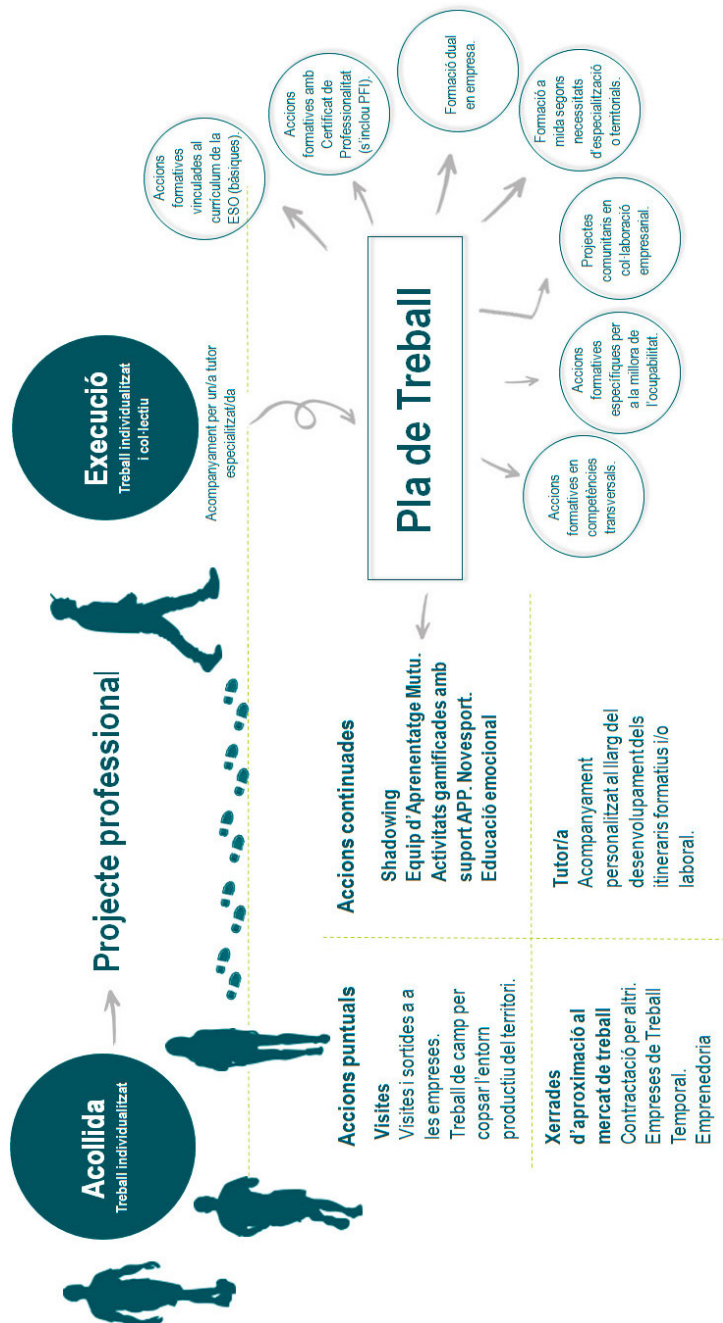 Acollida
Treball individualitzat
Projecte professional
Execució
Treball individualitzat
i col·lectiu
Acompanyament per un/a tutor
especialitzat/da
Pla de Treball
Accions
formatives
vinculades al
currículum de la
ESO (bàsiques).
Accions
formatives amb
Certificat de
Professionalitat
(s'inclou PFI).
Formació dual
en empresa.
Formació a
mida segons
necessitats
d'especialització
o territorials.
Projectes
comunitaris en
col·laboració
empresarial.
Accions
formatives
específiques per
a la millora de
l'ocupabilitat.
Accions
formatives en
competències
transversals.
Accions puntuals
Visites
Visites i sortides a a
les empreses.
Treball de camp per
copsar l'entorn
productiu del territori.
Accions continuades
Shadowing
Equip d'Aprenentatge Mutu.
Activitats gamificades amb
suport APP. Novesport.
Educació emocional
Xerrades
d'aproximació al
mercat de treball
Contractació per altri.
Empreses de Treball
Temporal.
Emprenedoria
Tutor/a
Acompanyament
personalitzat al llarg del
desenvolupament dels
itineraris formatius i/o
laboral.